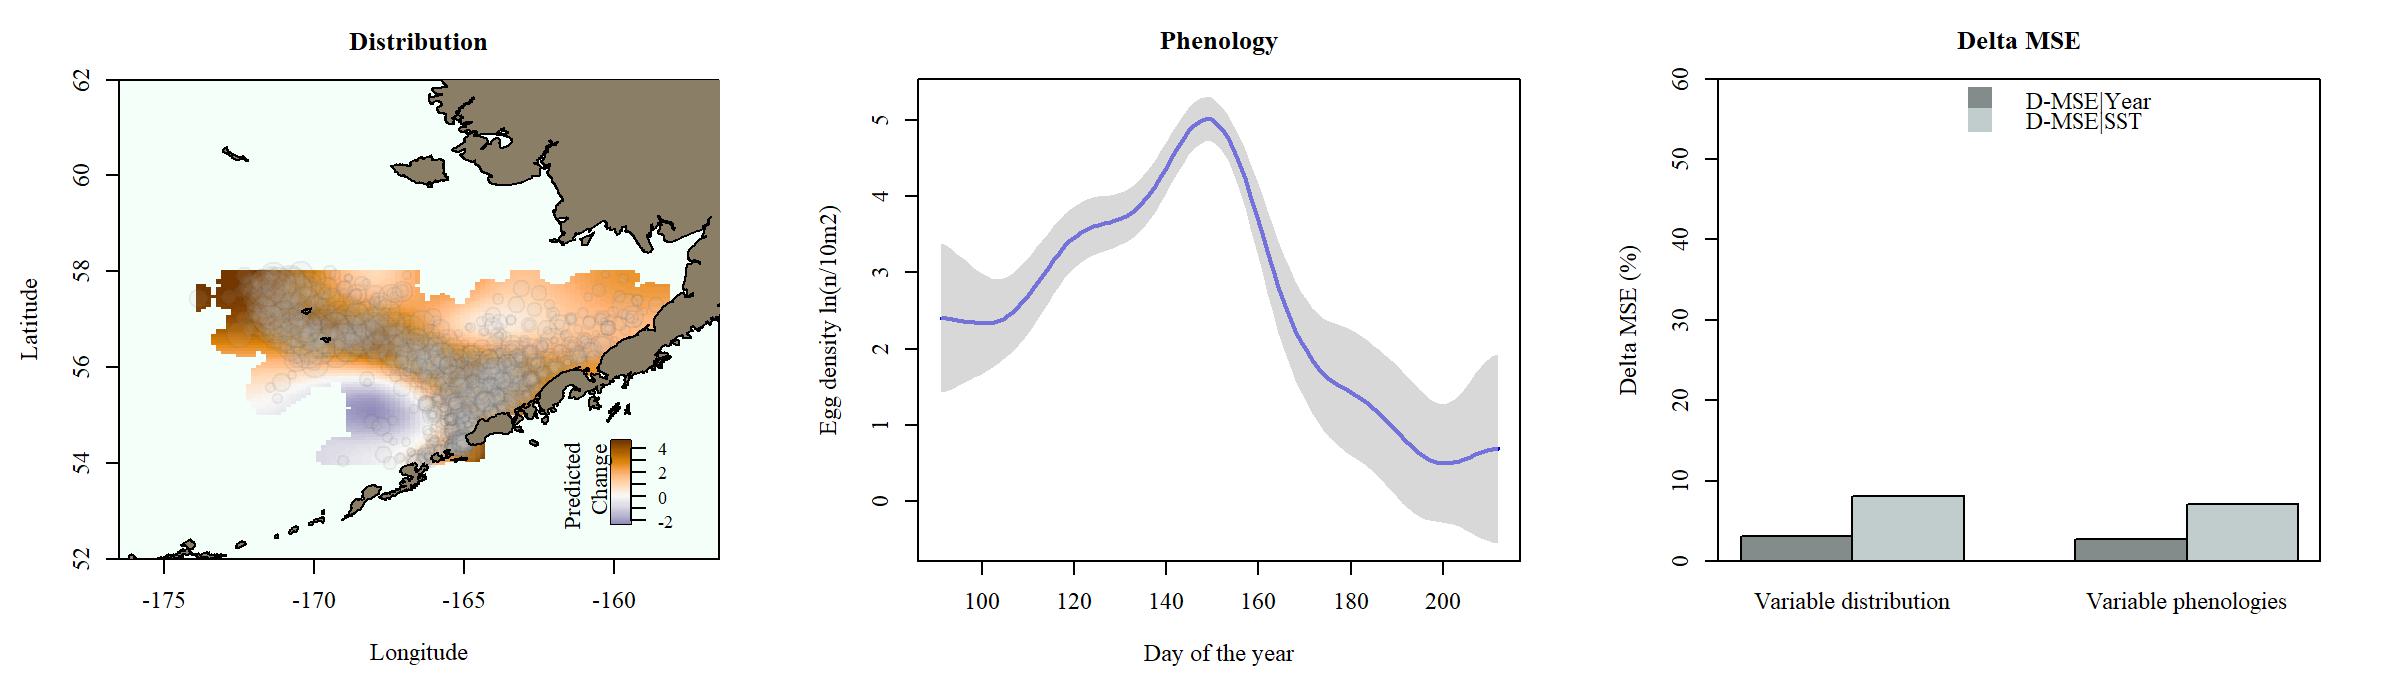 Distribution
62
60
58
56
54
52
Latitude
-175
-170
-165
-160
Longitude
Predicted
Change
4
2
0
-2
Phenology
5
4
3
2
1
0
Egg density ln(n/10m2)
100
120
140
160
180
200
Day of the year
Delta MSE
60
50
40
30
20
10
0
Delta MSE (%)
D-MSE|Year
D-MSE|SST
Variable distribution
Variable phenologies